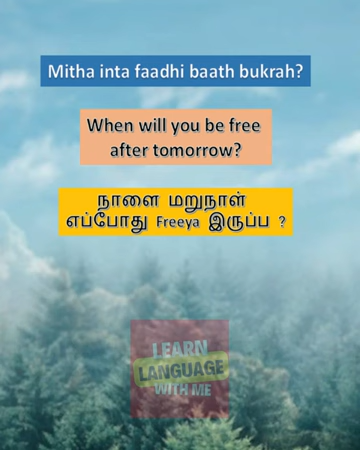 Mitha inta faadhi baath bukrah?
When will you be free
after tomorrow?
நாளை மறுநாள்
எப்போது Freeya இருப்ப ?
LEARN
LANGUAGE
WITH ME